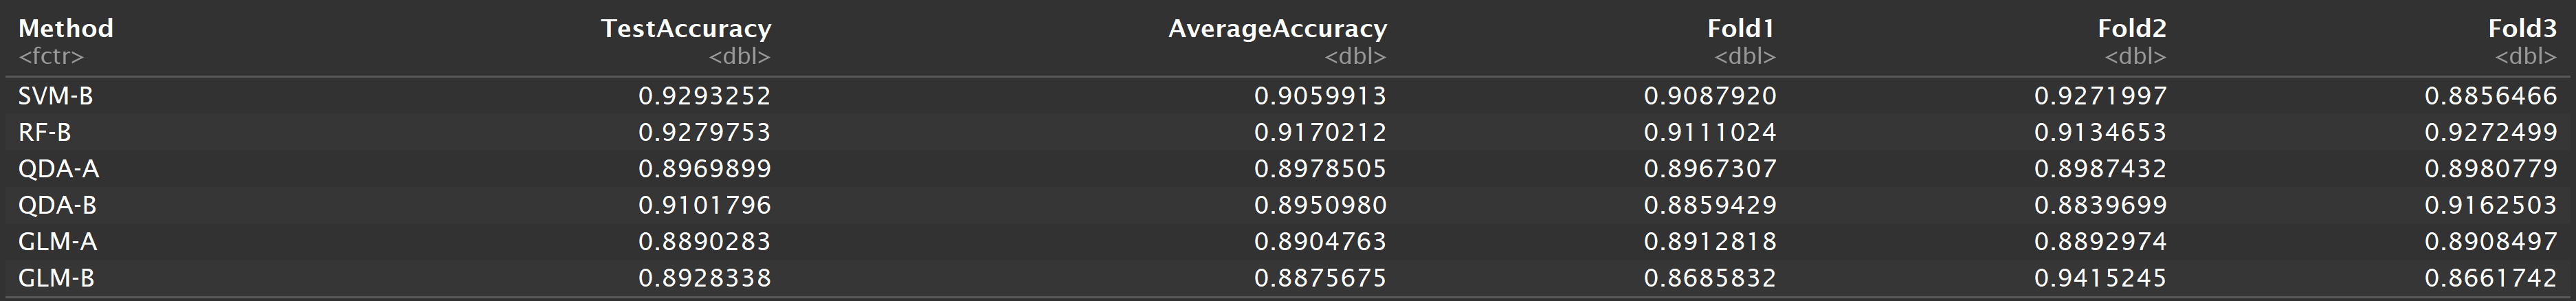 Method TestAccuracy AverageAccuracy Fold1 Fold2 Fold3
<fctr> <dbl> <dbl> <dbl> <dbl> <dbl>
SVM-B 0.9293252 0.9059913 0.9087920 0.9271997 0.8856466
RF-B 0.9279753 0.9170212 0.9111024 0.9134653 0.9272499
QDA-A 0.8969899 0.8978505 0.8967307 0.8987432 0.8980779
QDA-B 0.9101796 0.8950980 0.8859429 0.8839699 0.9162503
GLM-A 0.8890283 0.8904763 0.8912818 0.8892974 0.8908497
GLM-B 0.8928338 0.8875675 0.8685832 0.9415245 0.8661742